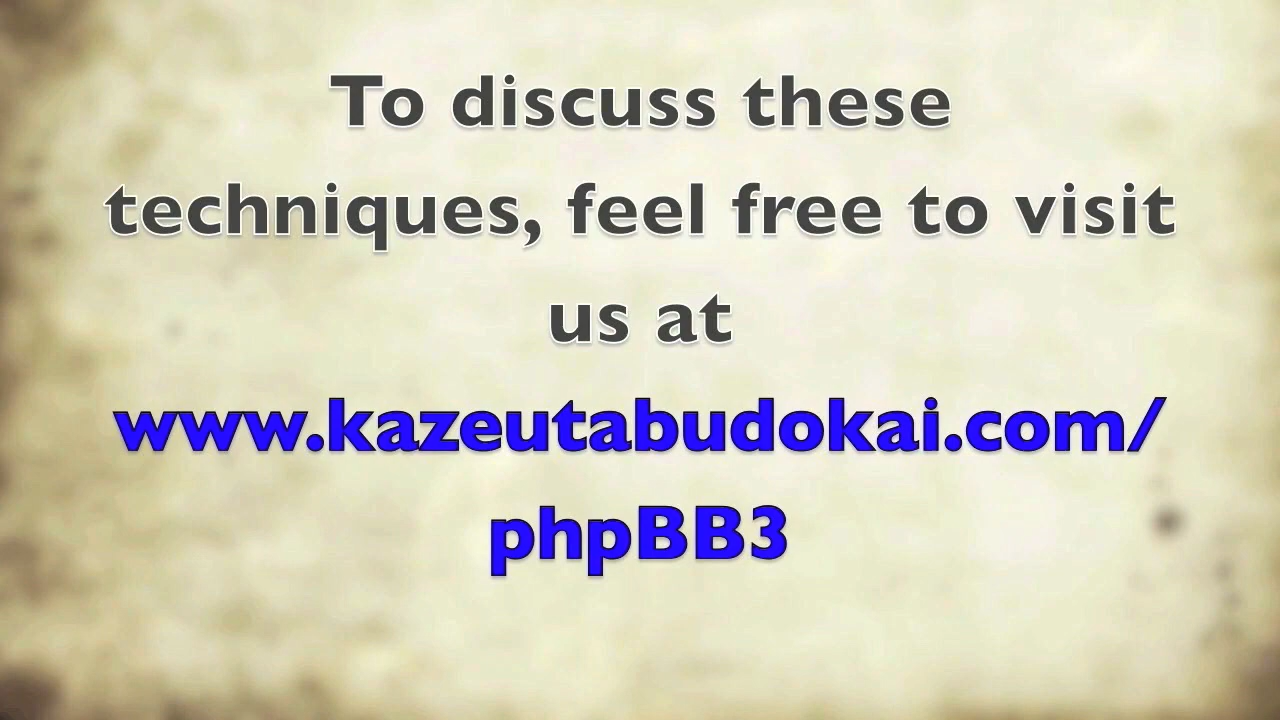 To discuss these
techniques, feel free to visit
us at
www.kazeutabudokai.com/
phpBB3